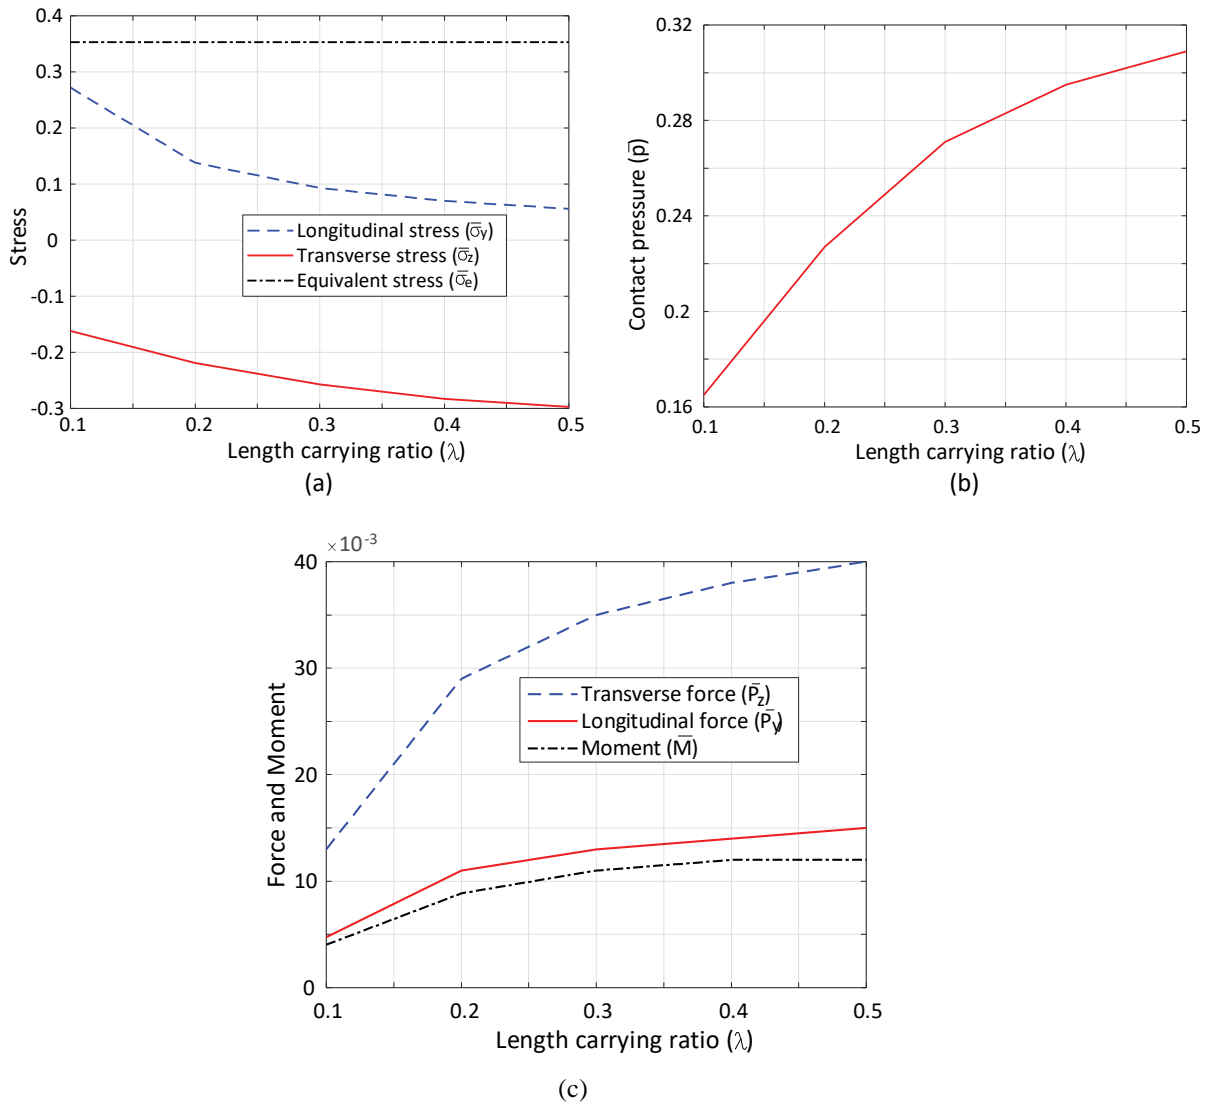 0.4
0.3
0.2
0.1
0
-0.1
-0.2
-0.3
Stress
Longitudinal stress (σ̅y)
Transverse stress (σ̅z)
Equivalent stress (σ̅e)
0.1 0.2 0.3 0.4 0.5
Length carrying ratio (λ)
(a)
0.32
0.28
0.24
0.2
0.16
Contact pressure (p̄)
0.1 0.2 0.3 0.4 0.5
Length carrying ratio (λ)
(b)
×10-3
40
30
20
10
0
Force and Moment
Transverse force (P̄z)
Longitudinal force (P̄y)
Moment (M̅)
0.1 0.2 0.3 0.4 0.5
Length carrying ratio (λ)
(c)